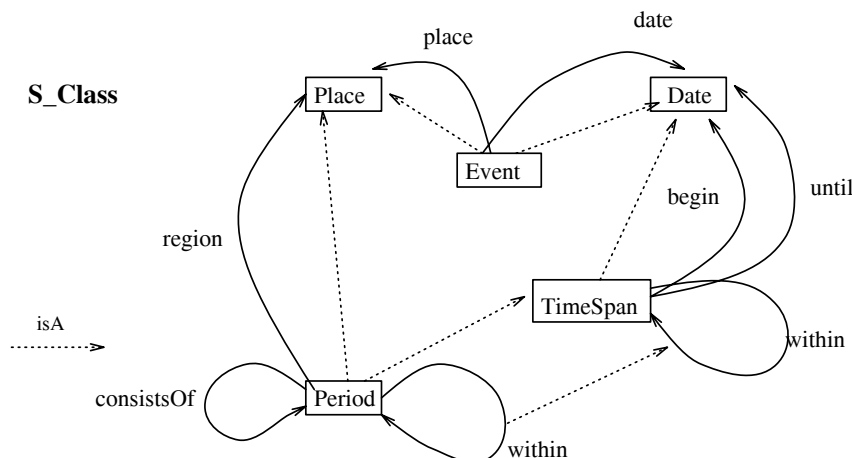 date
place
S_Class
Place
Date
Event
until
begin
region
TimeSpan
isA
within
consistsOf
Period
within